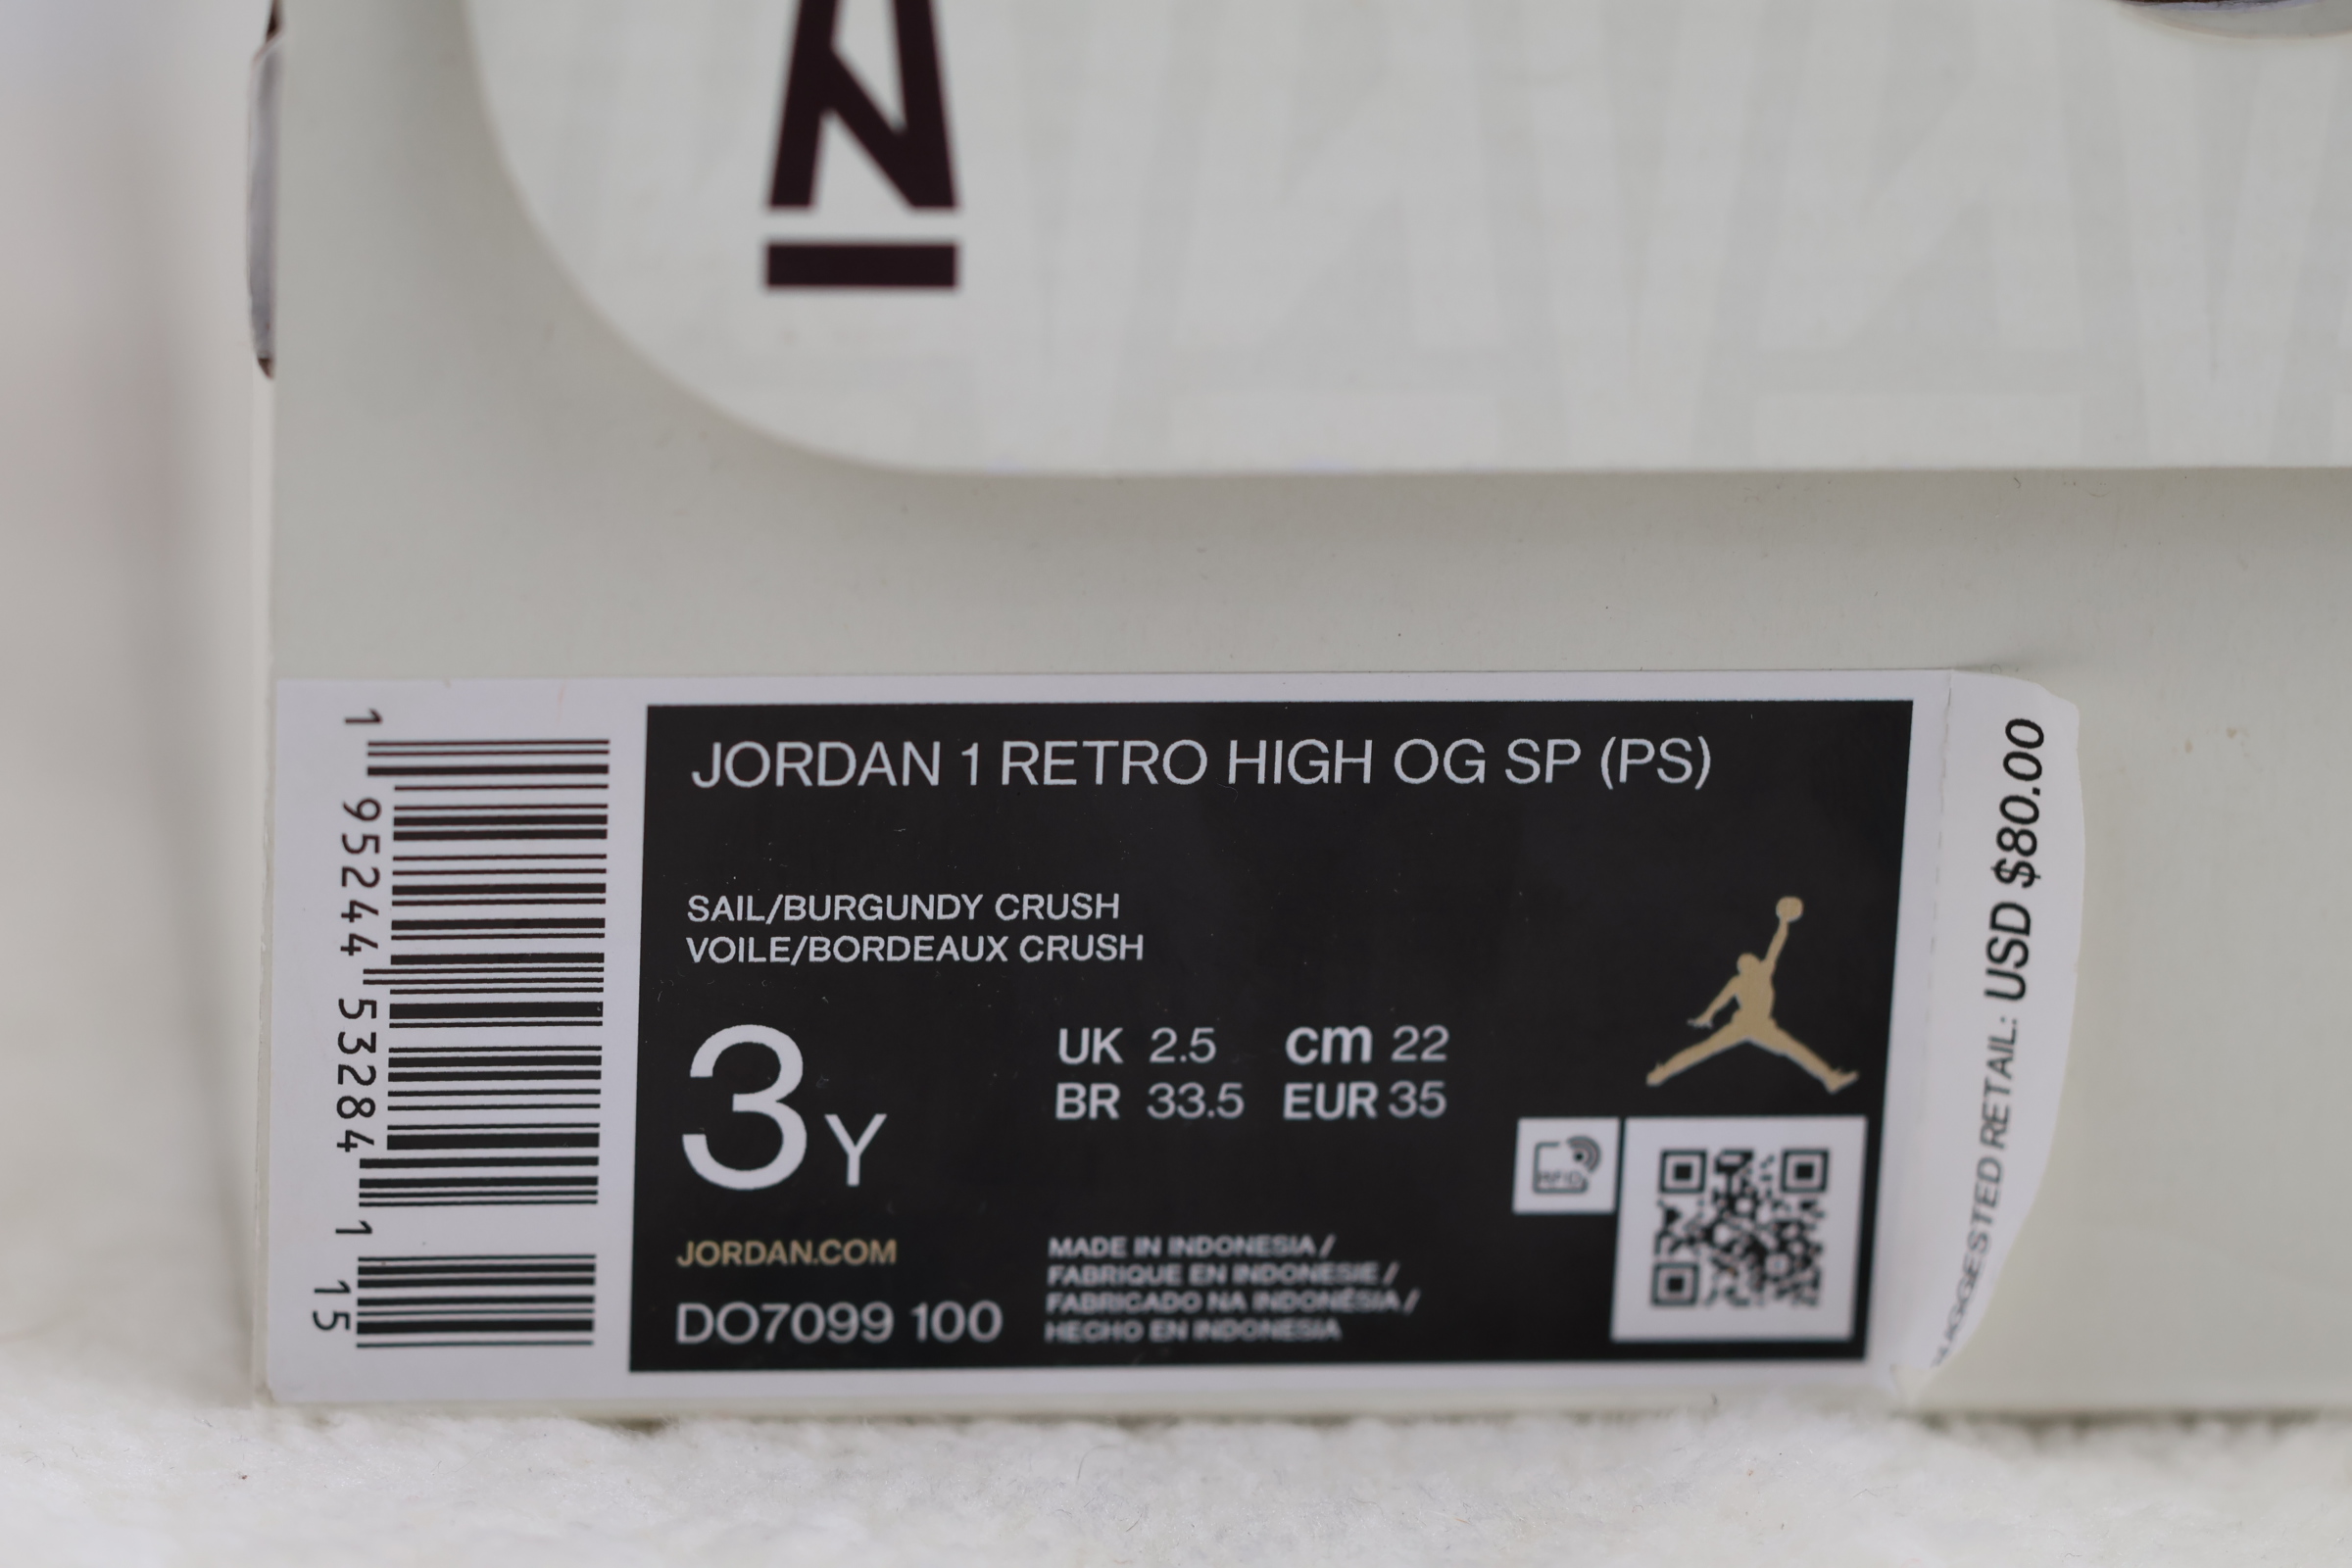 JORDAN 1 RETRO HIGH OG SP (PS)
SAIL/BURGUNDY CRUSH
VOILE/BORDEAUX CRUSH
3Y
UK 2.5 cm 22
BR 33.5 EUR 35
RFID
JORDAN.COM
DO7099 100
MADE IN INDONESIA /
FABRIQUE EN INDONESIE /
FABRICADO NA INDONÉSIA /
HECHO EN INDONESIA
1 95244 53284 1
15
SUGGESTED RETAIL: USD $80.00